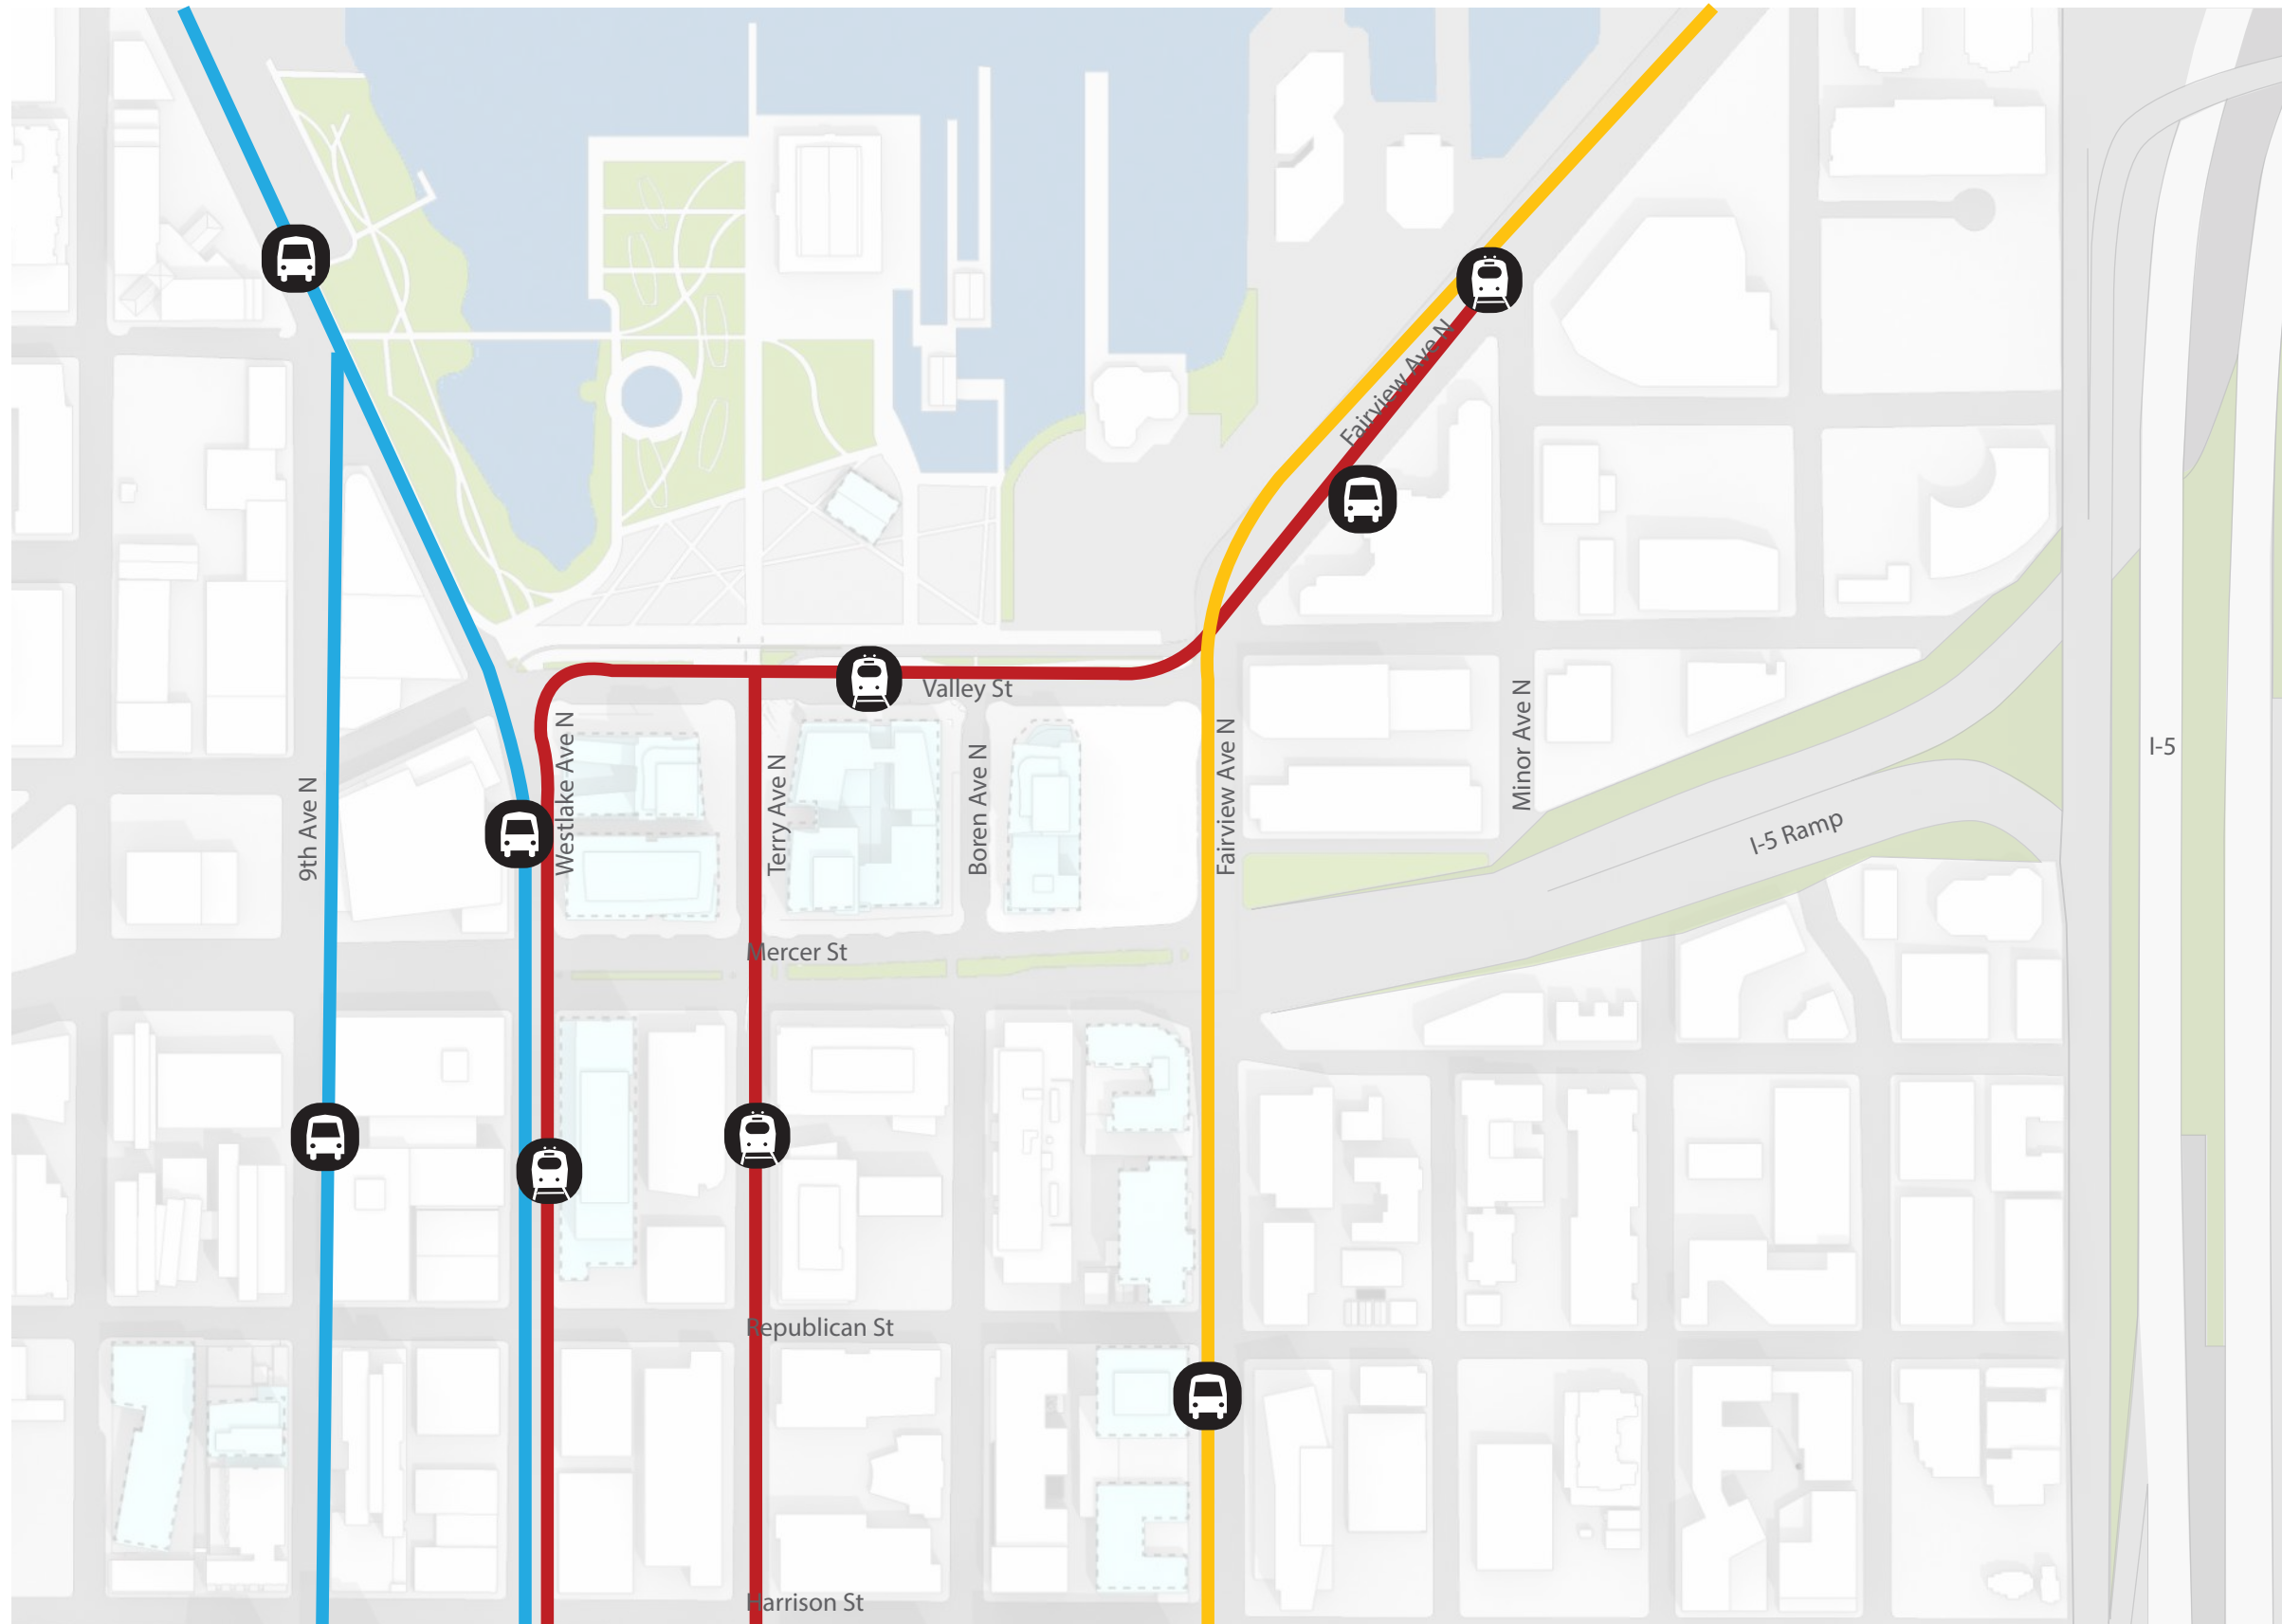 Fairview Ave N
Valley St
Minor Ave N
Westlake Ave N
Fairview Ave N
Boren Ave N
Terry Ave N
9th Ave N
I-5
I-5 Ramp
Mercer St
Republican St
Harrison St